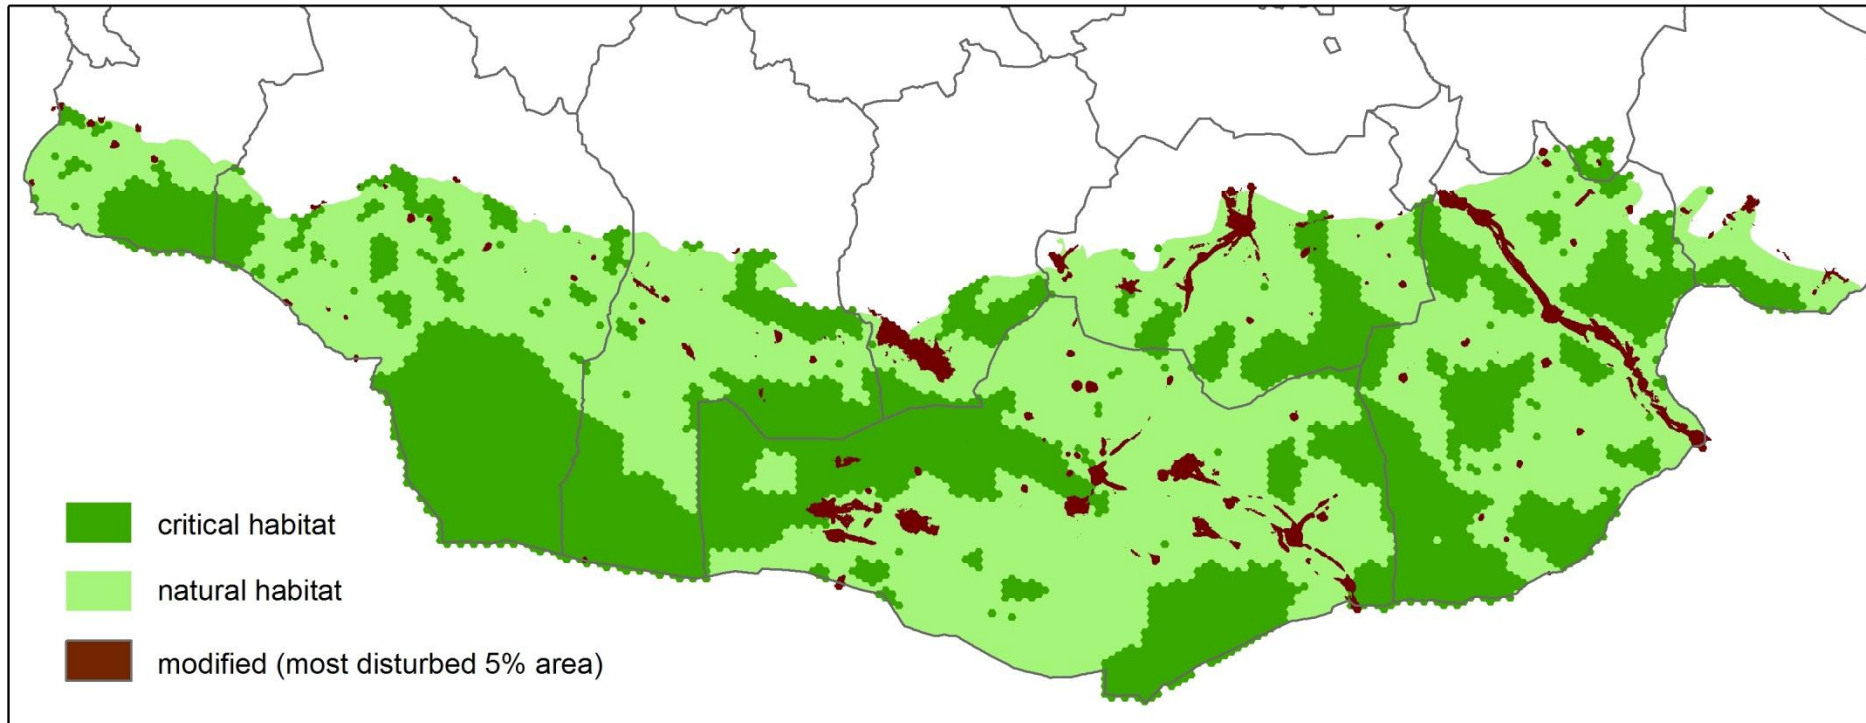 critical habitat
natural habitat
modified (most disturbed 5% area)